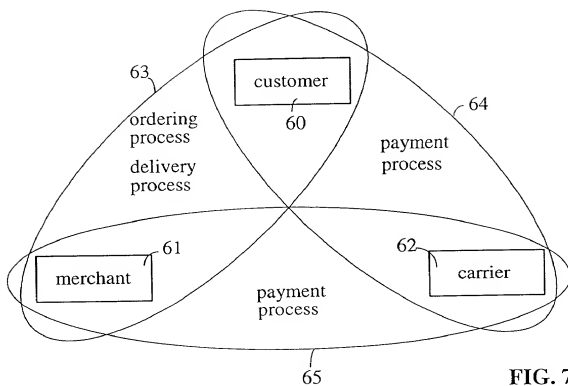 63
customer
60
64
ordering
process
delivery
process
payment
process
61
merchant
62
carrier
payment
process
65
FIG. 7